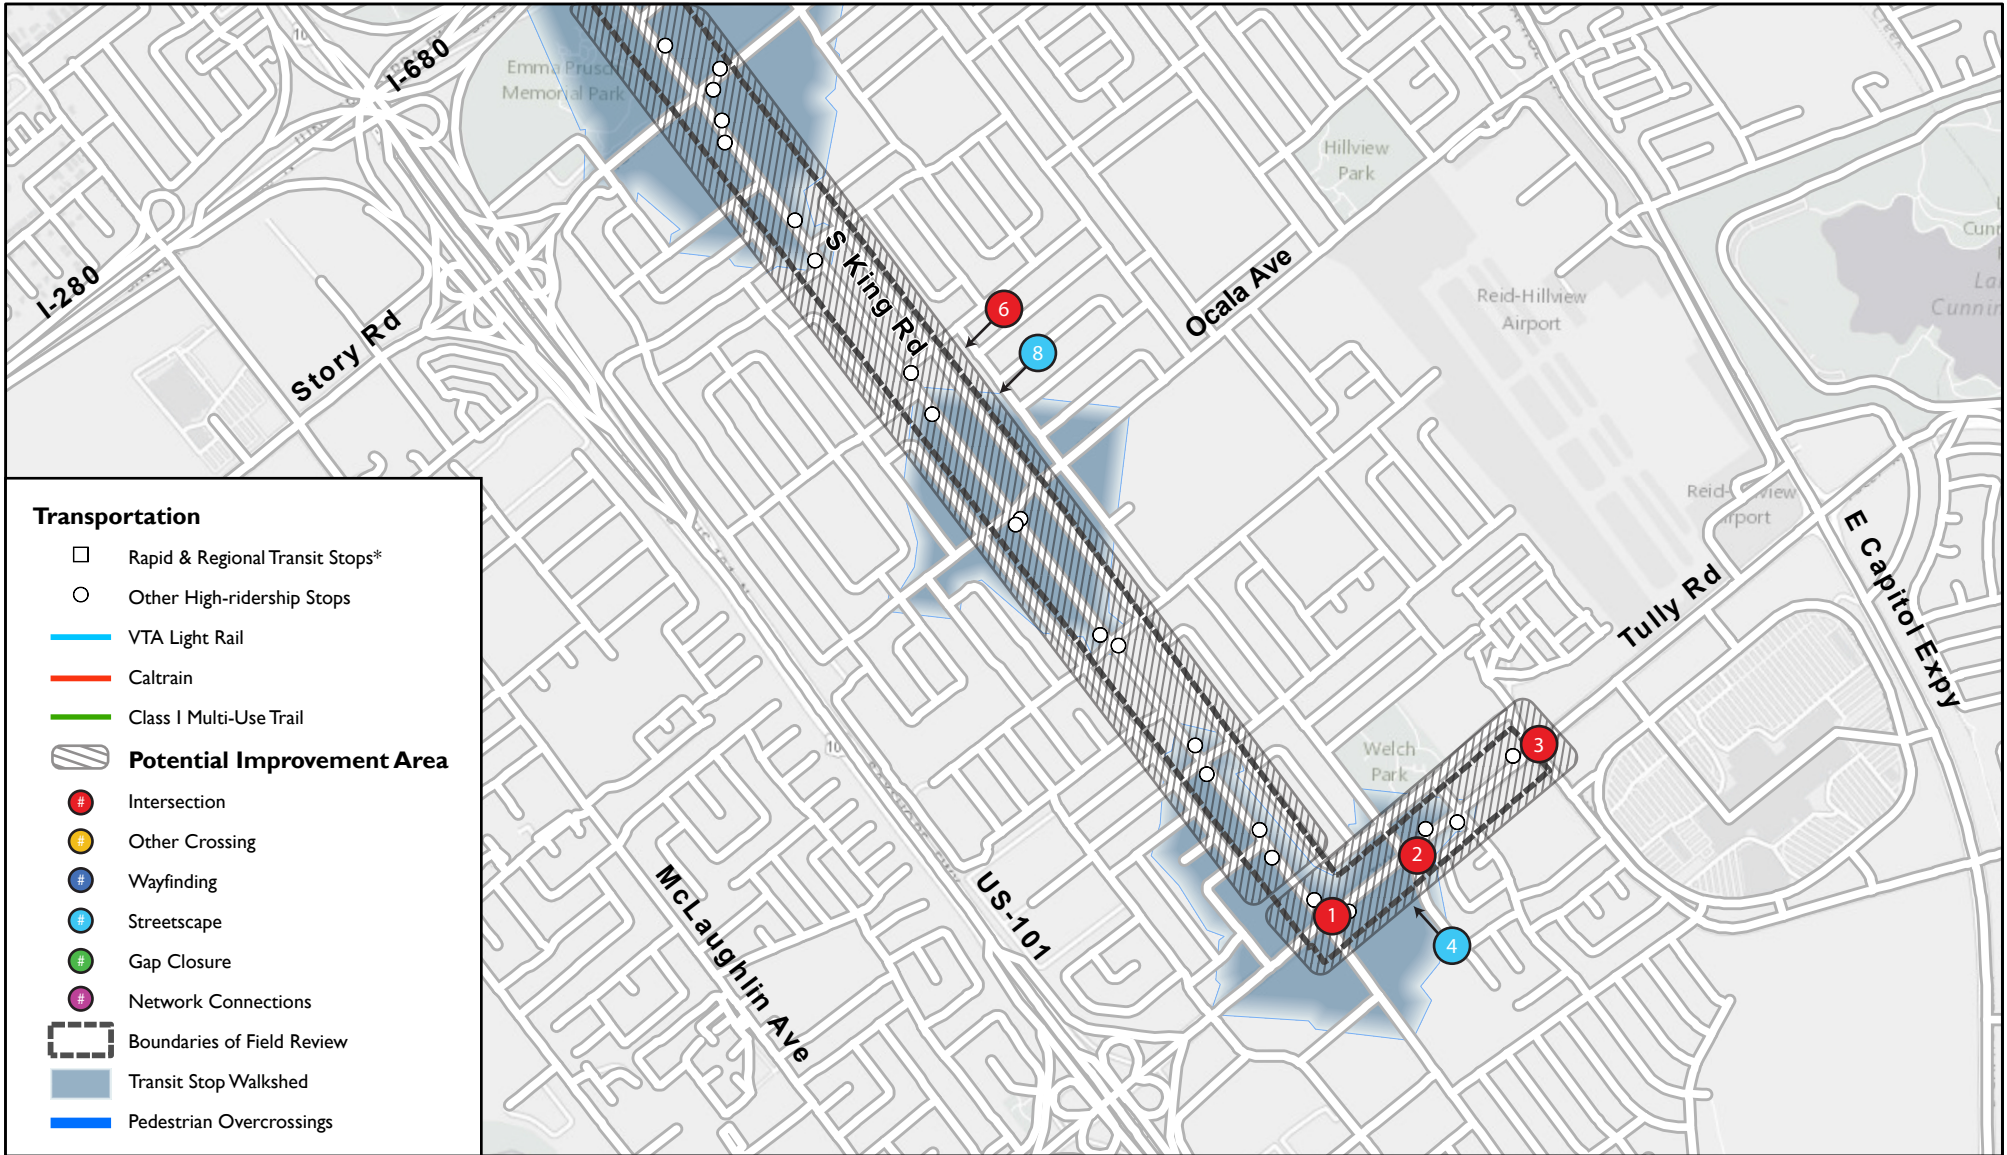 I-680
Emma Prusch
Memorial Park
Hillview
Park
I-280
Story Rd
S King Rd
6
8
Ocala Ave
Reid-Hillview
Airport
E Capitol Expy
Tully Rd
Welch
Park
3
2
1
4
US-101
McLaughlin Ave
Transportation
Rapid & Regional Transit Stops*
Other High-ridership Stops
VTA Light Rail
Caltrain
Class I Multi-Use Trail
Potential Improvement Area
# Intersection
# Other Crossing
# Wayfinding
# Streetscape
# Gap Closure
# Network Connections
Boundaries of Field Review
Transit Stop Walkshed
Pedestrian Overcrossings